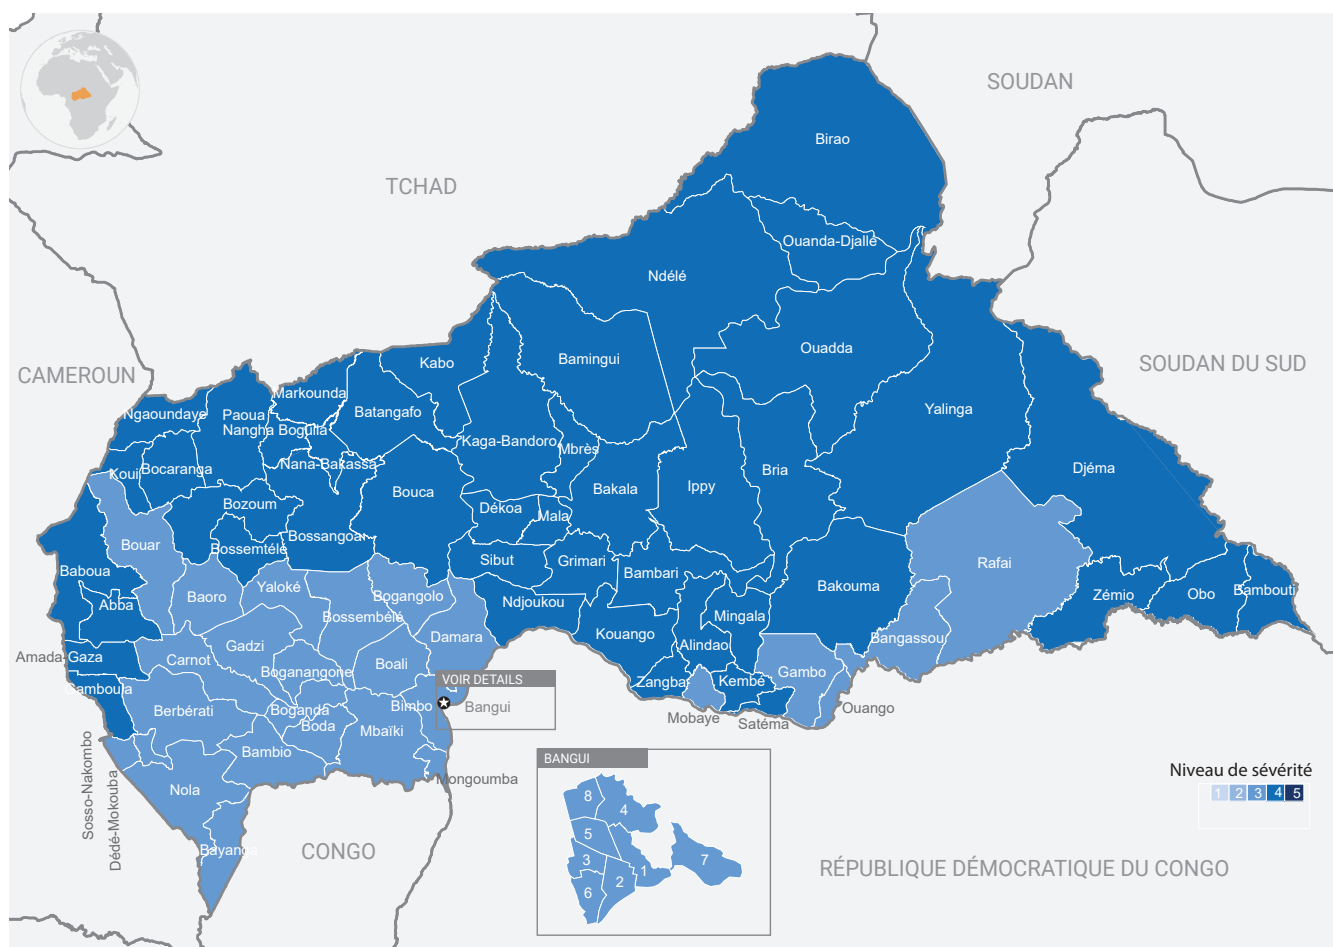 SOUDAN
Birao
TCHAD
Ouanda-Djallé
Ndélé
Ouadda
Kabo
Bamingui
SOUDAN DU SUD
CAMEROUN
Markounda
Ngaoundaye
Paoua
Batangafo
Yalinga
Nangha Boguila
Kaga-Bandoro
Mbrès
Koui
Bocaranga
Nana-Bakassa
Bria
Djéma
Bouca
Bakala
Ippy
Bozoum
Dékoa
Mala
Bossangoa
Bouar
Bossemtélé
Sibut
Grimari
Rafai
Baboua
Bambari
Yaloké
Bakouma
Baoro
Bogangolo
Zémio
Obo
Bambouti
Abba
Ndjoukou
Bossembélé
Mingala
Kouango
Damara
Bangassou
Gadzi
Alindao
Amada-Gaza
Carnot
Boali
Boganangone
Gambo
VOIR DETAILS
Zangba
Kembé
Gamboula
Bimbo
Bangui
Ouango
Berbérati
Boganda
Mobaye
Satéma
Boda
Mbaïki
Sosso-Nakombo
Bambio
BANGUI
Dédé-Mokouba
Nola
Mongoumba
Niveau de sévérité
1 2 3 4 5
8
4
5
Bayanga
CONGO
3
1
7
2
6
RÉPUBLIQUE DÉMOCRATIQUE DU CONGO